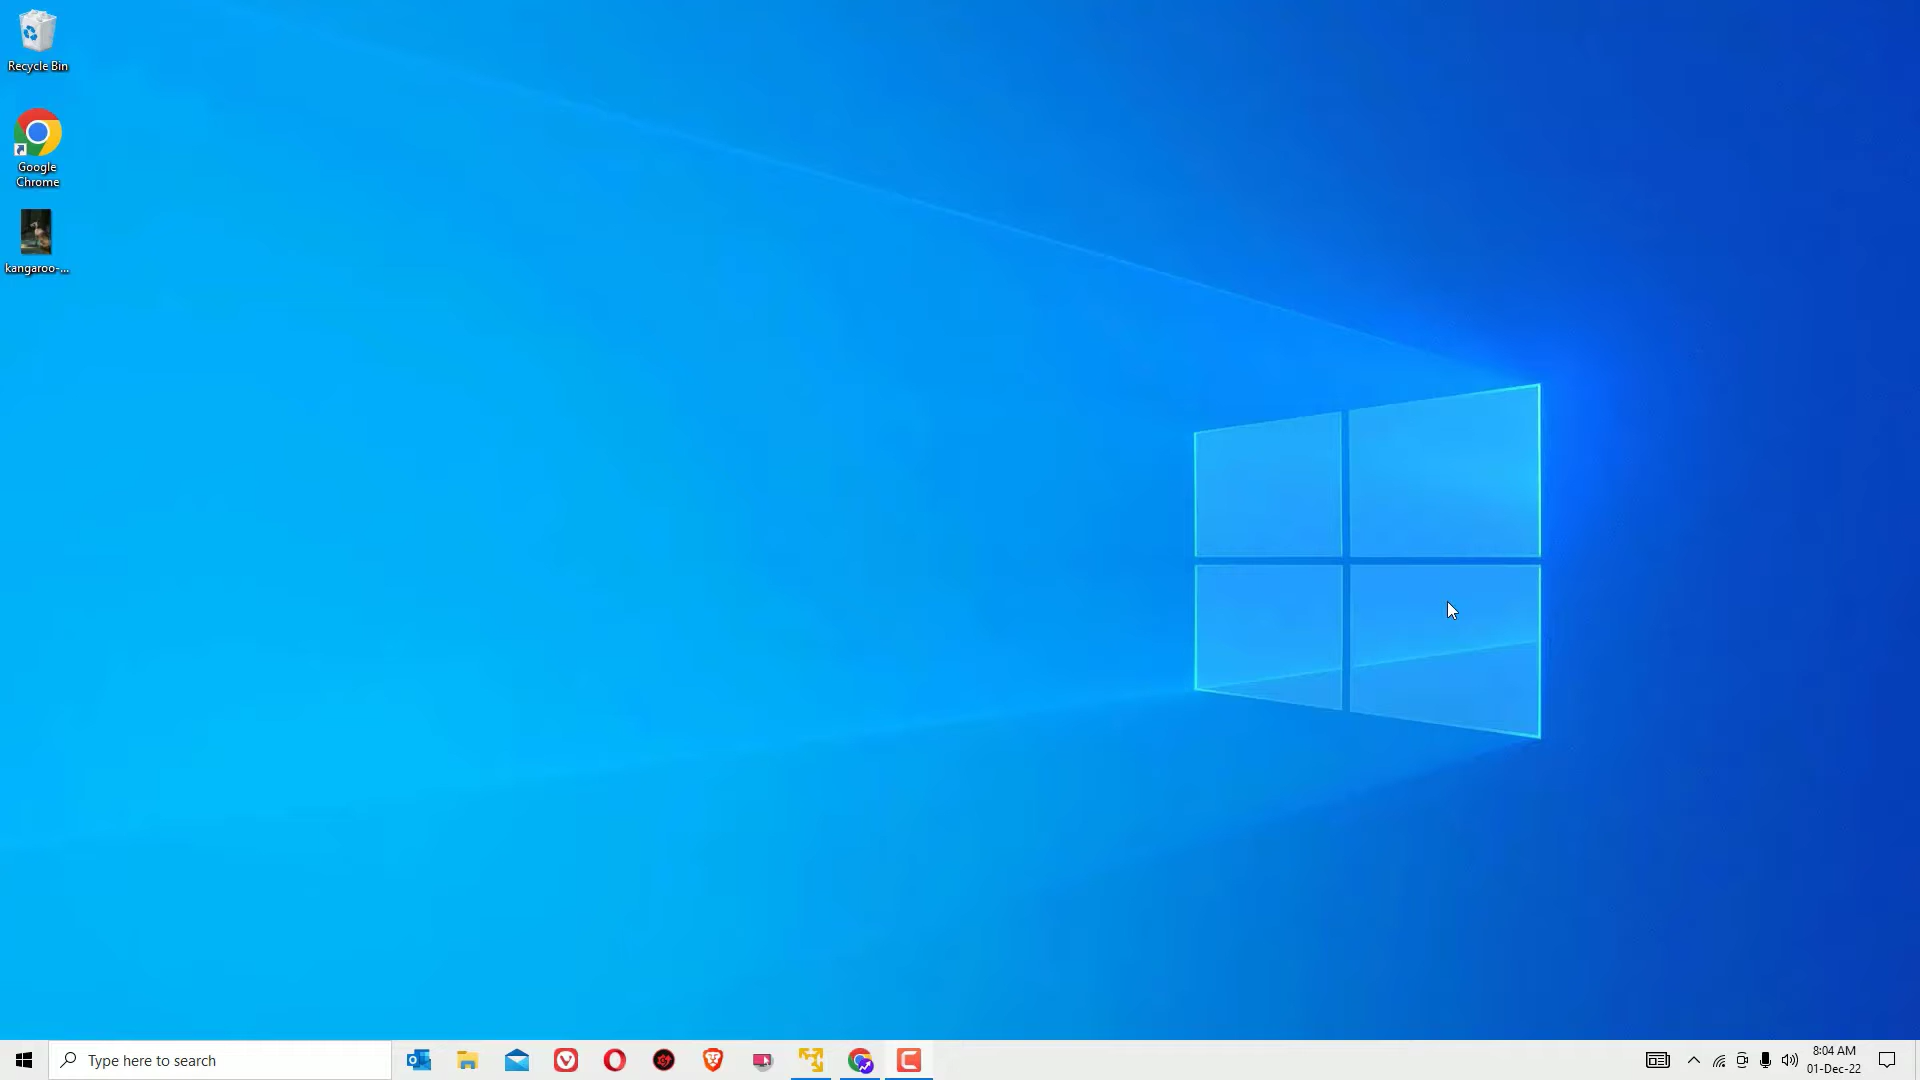 Recycle Bin
Google
Chrome
kangaroo-...
Type here to search
8:04 AM
01-Dec-22